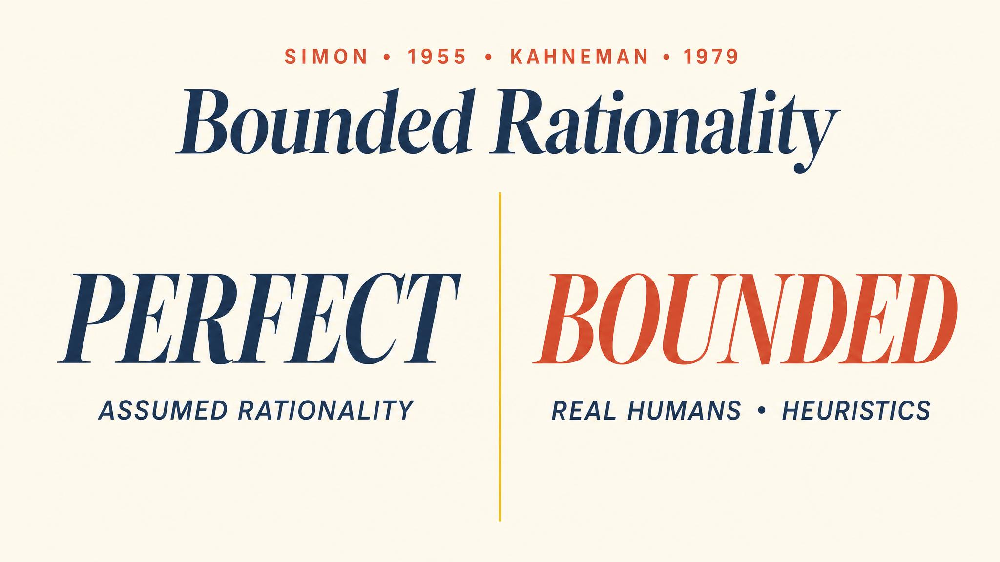 SIMON • 1955 • KAHNEMAN • 1979
Bounded Rationality
PERFECT
ASSUMED RATIONALITY
BOUNDED
REAL HUMANS • HEURISTICS